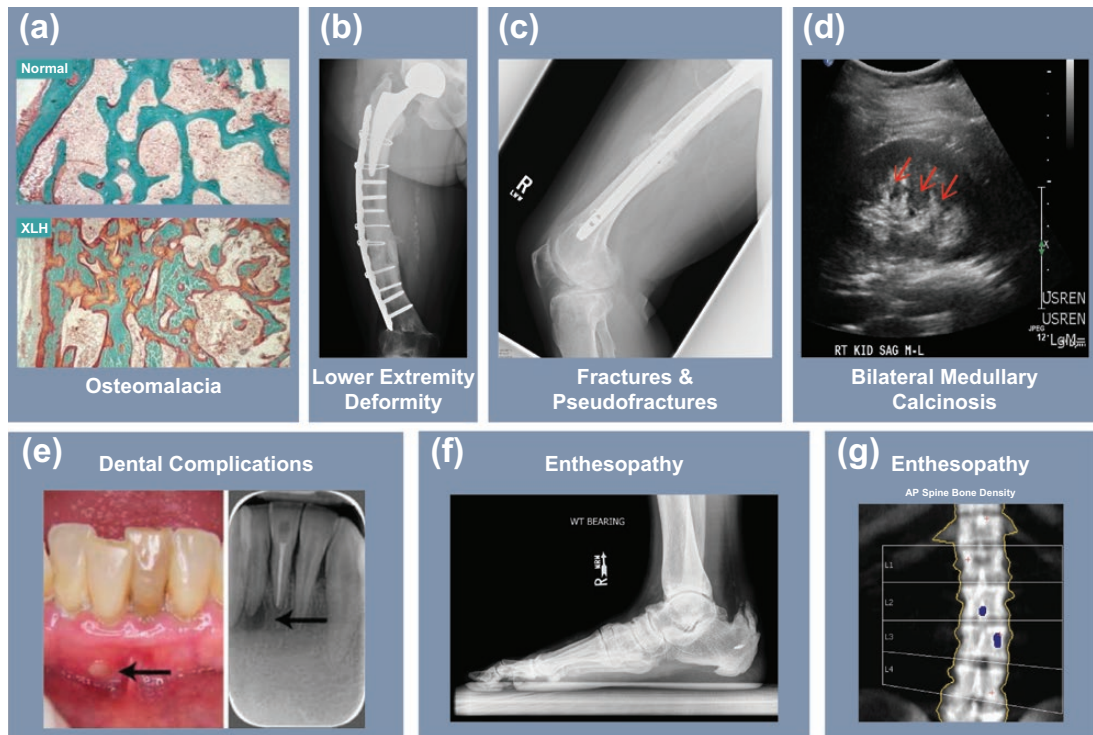 (a)
Normal
XLH
Osteomalacia
(b)
Lower Extremity
Deformity
(c)
R
Fractures &
Pseudofractures
(d)
X
USREN
USREN
JPEG
RT KID SAG M-L
Bilateral Medullary
Calcinosis
(e)
Dental Complications
(f)
Enthesopathy
WT BEARING
R
(g)
Enthesopathy
AP Spine Bone Density
L1
L2
L3
L4